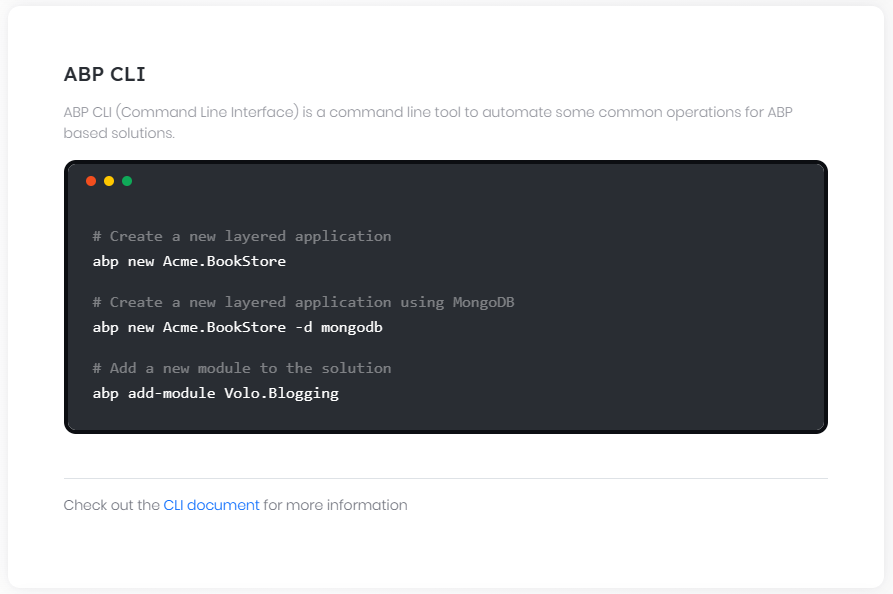 ABP CLI
ABP CLI (Command Line Interface) is a command line tool to automate some common operations for ABP
based solutions.
# Create a new layered application
abp new Acme.BookStore
# Create a new layered application using MongoDB
abp new Acme.BookStore -d mongodb
# Add a new module to the solution
abp add-module Volo.Blogging
Check out the CLI document for more information